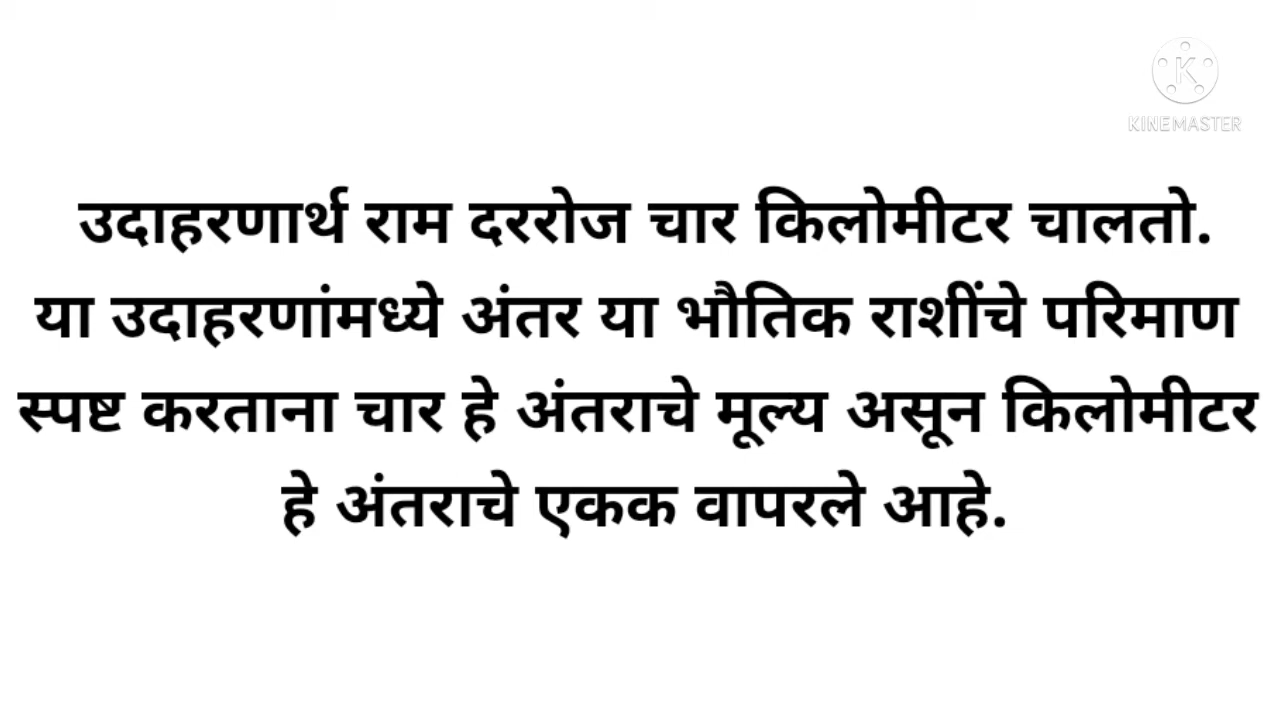 KINEMASTER
उदाहरणार्थ राम दररोज चार किलोमीटर चालतो.
या उदाहरणांमध्ये अंतर या भौतिक राशींचे परिमाण
स्पष्ट करताना चार हे अंतराचे मूल्य असून किलोमीटर
हे अंतराचे एकक वापरले आहे.